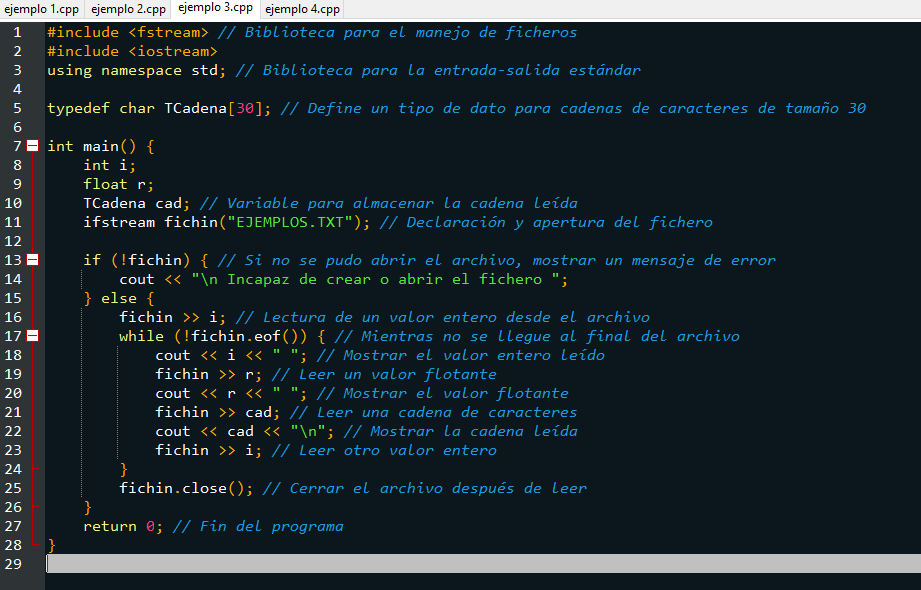 ejemplo 1.cpp ejemplo 2.cpp ejemplo 3.cpp ejemplo 4.cpp
1 #include <fstream> // Biblioteca para el manejo de ficheros
2 #include <iostream>
3 using namespace std; // Biblioteca para la entrada-salida estándar
4
5 typedef char TCadena[30]; // Define un tipo de dato para cadenas de caracteres de tamaño 30
6
7 int main() {
8     int i;
9     float r;
10     TCadena cad; // Variable para almacenar la cadena leída
11     ifstream fichin("EJEMPLOS.TXT"); // Declaración y apertura del fichero
12
13     if (!fichin) { // Si no se pudo abrir el archivo, mostrar un mensaje de error
14         cout << "\n Incapaz de crear o abrir el fichero ";
15     } else {
16         fichin >> i; // Lectura de un valor entero desde el archivo
17         while (!fichin.eof()) { // Mientras no se llegue al final del archivo
18             cout << i << " "; // Mostrar el valor entero leído
19             fichin >> r; // Leer un valor flotante
20             cout << r << " "; // Mostrar el valor flotante
21             fichin >> cad; // Leer una cadena de caracteres
22             cout << cad << "\n"; // Mostrar la cadena leída
23             fichin >> i; // Leer otro valor entero
24         }
25         fichin.close(); // Cerrar el archivo después de leer
26     }
27     return 0; // Fin del programa
28 }
29